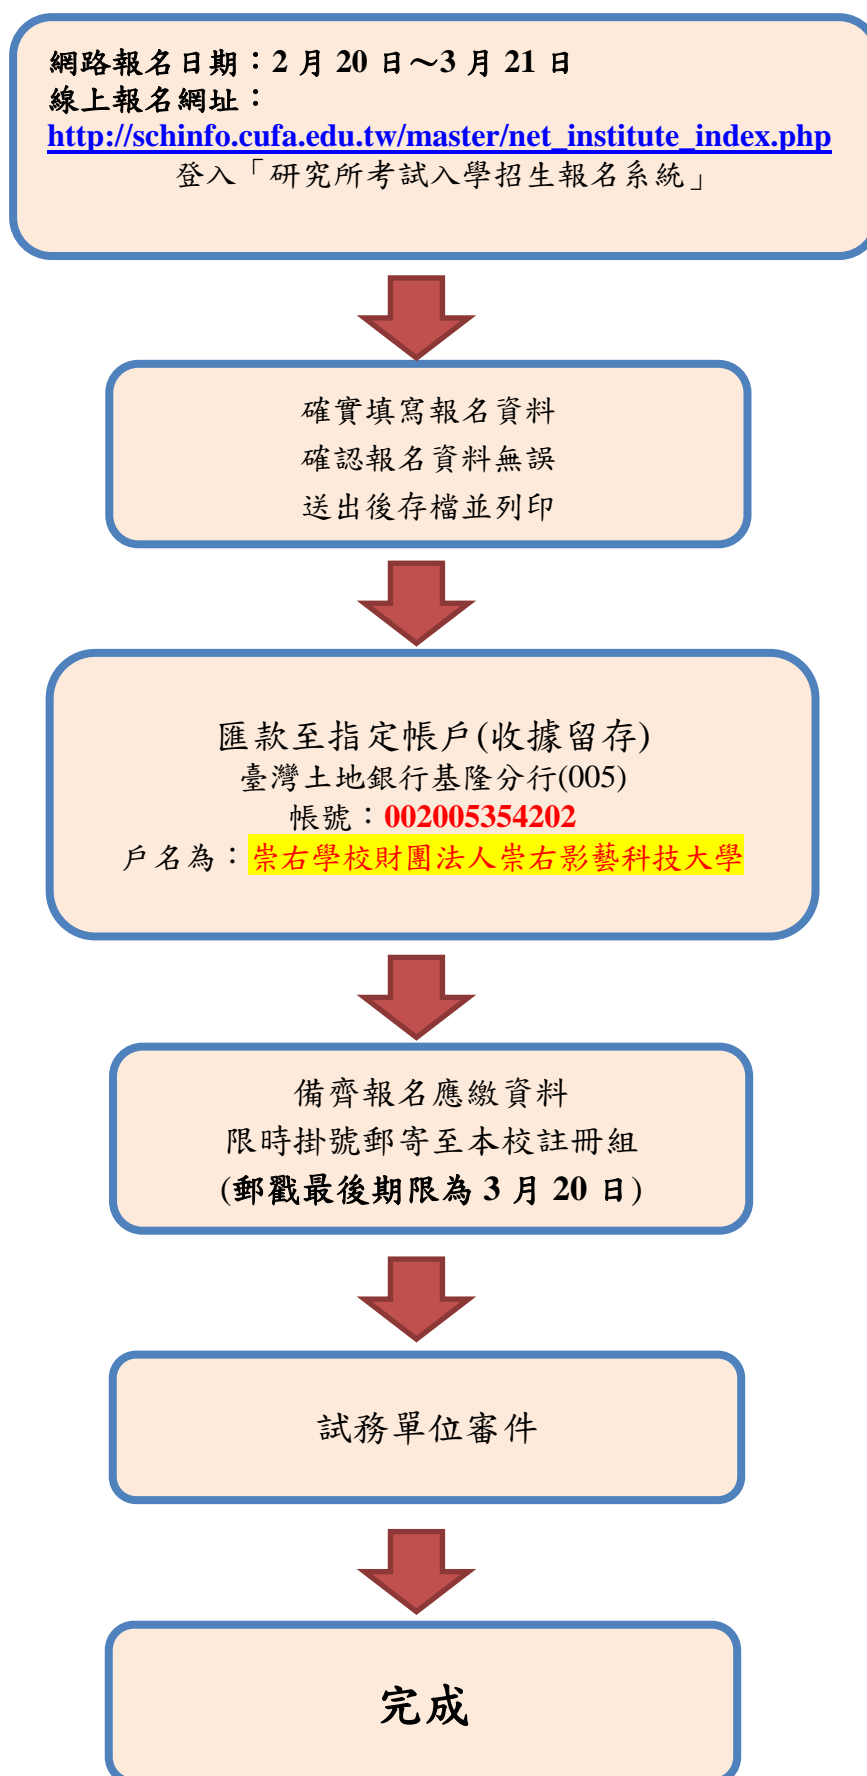 網路報名日期：2 月 20 日～3 月 21 日
線上報名網址：
http://schinfo.cufa.edu.tw/master/net_institute_index.php
登入「研究所考試入學招生報名系統」
確實填寫報名資料
確認報名資料無誤
送出後存檔並列印
匯款至指定帳戶(收據留存)
臺灣土地銀行基隆分行(005)
帳號：002005354202
戶名為：崇右學校財團法人崇右影藝科技大學
備齊報名應繳資料
限時掛號郵寄至本校註冊組
(郵戳最後期限為 3 月 20 日)
試務單位審件
完成